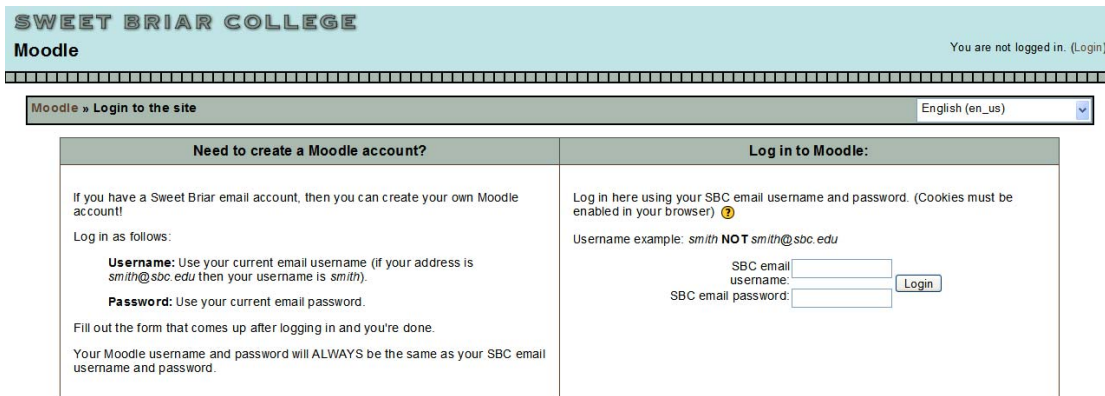 SWEET BRIAR COLLEGE
Moodle
You are not logged in. (Login)
Moodle » Login to the site
English (en_us)
Need to create a Moodle account?
If you have a Sweet Briar email account, then you can create your own Moodle
account!
Log in as follows:
Username: Use your current email username (if your address is
smith@sbc.edu then your username is smith).
Password: Use your current email password.
Fill out the form that comes up after logging in and you're done.
Your Moodle username and password will ALWAYS be the same as your SBC email
username and password.
Log in to Moodle:
Log in here using your SBC email username and password. (Cookies must be
enabled in your browser) ?
Username example: smith NOT smith@sbc.edu
SBC email
username:
Login
SBC email password: